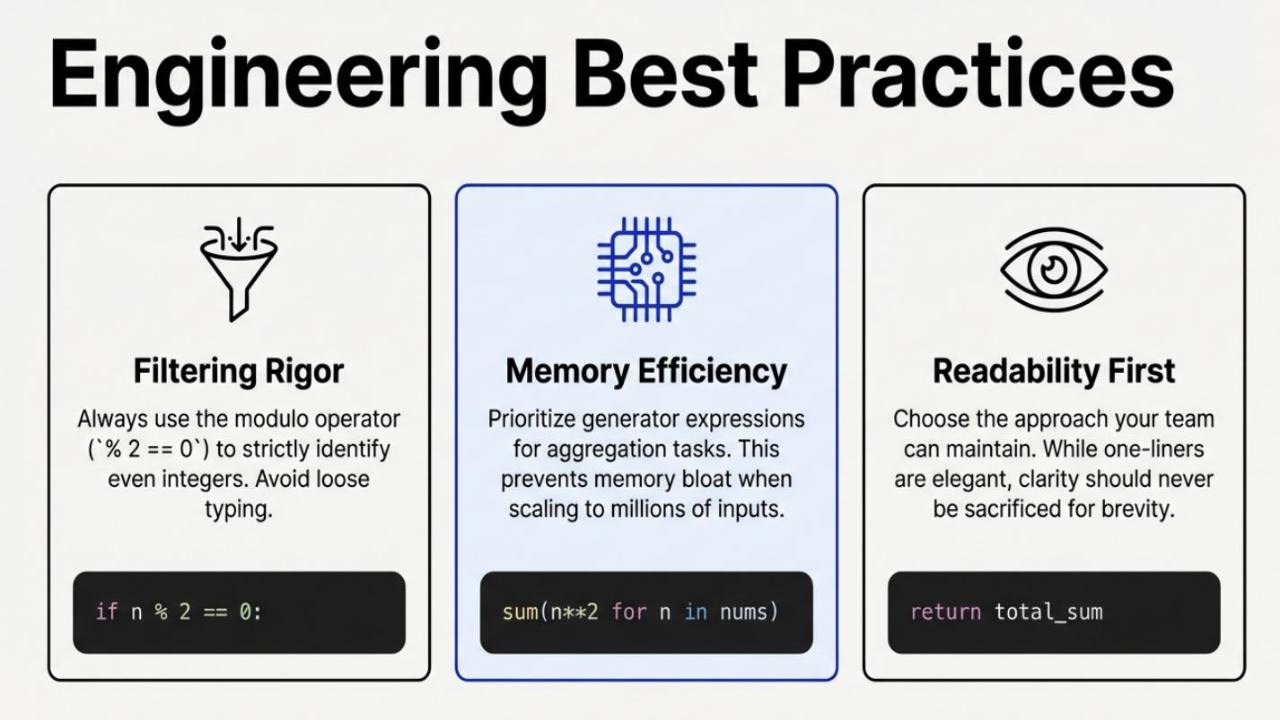 Engineering Best Practices
Filtering Rigor
Always use the modulo operator
(`% 2 == 0`) to strictly identify
even integers. Avoid loose
typing.
if n % 2 == 0:
Memory Efficiency
Prioritize generator expressions
for aggregation tasks. This
prevents memory bloat when
scaling to millions of inputs.
sum(n**2 for n in nums)
Readability First
Choose the approach your team
can maintain. While one-liners
are elegant, clarity should never
be sacrificed for brevity.
return total_sum